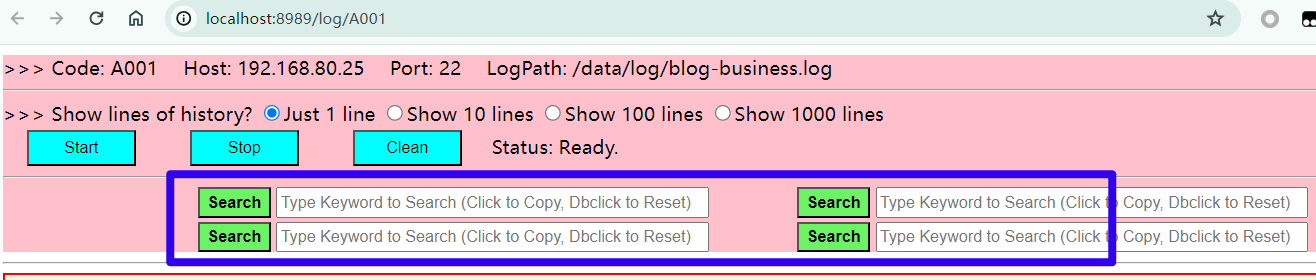 localhost:8989/log/A001
>>> Code: A001 Host: 192.168.80.25 Port: 22 LogPath: /data/log/blog-business.log
>>> Show lines of history? Just 1 line Show 10 lines Show 100 lines Show 1000 lines
Start Stop Clean Status: Ready.
Search Type Keyword to Search (Click to Copy, Dbclick to Reset) Search Type Keyword to Search (Click to Copy, Dbclick to Reset)
Search Type Keyword to Search (Click to Copy, Dbclick to Reset) Search Type Keyword to Search (Click to Copy, Dbclick to Reset)